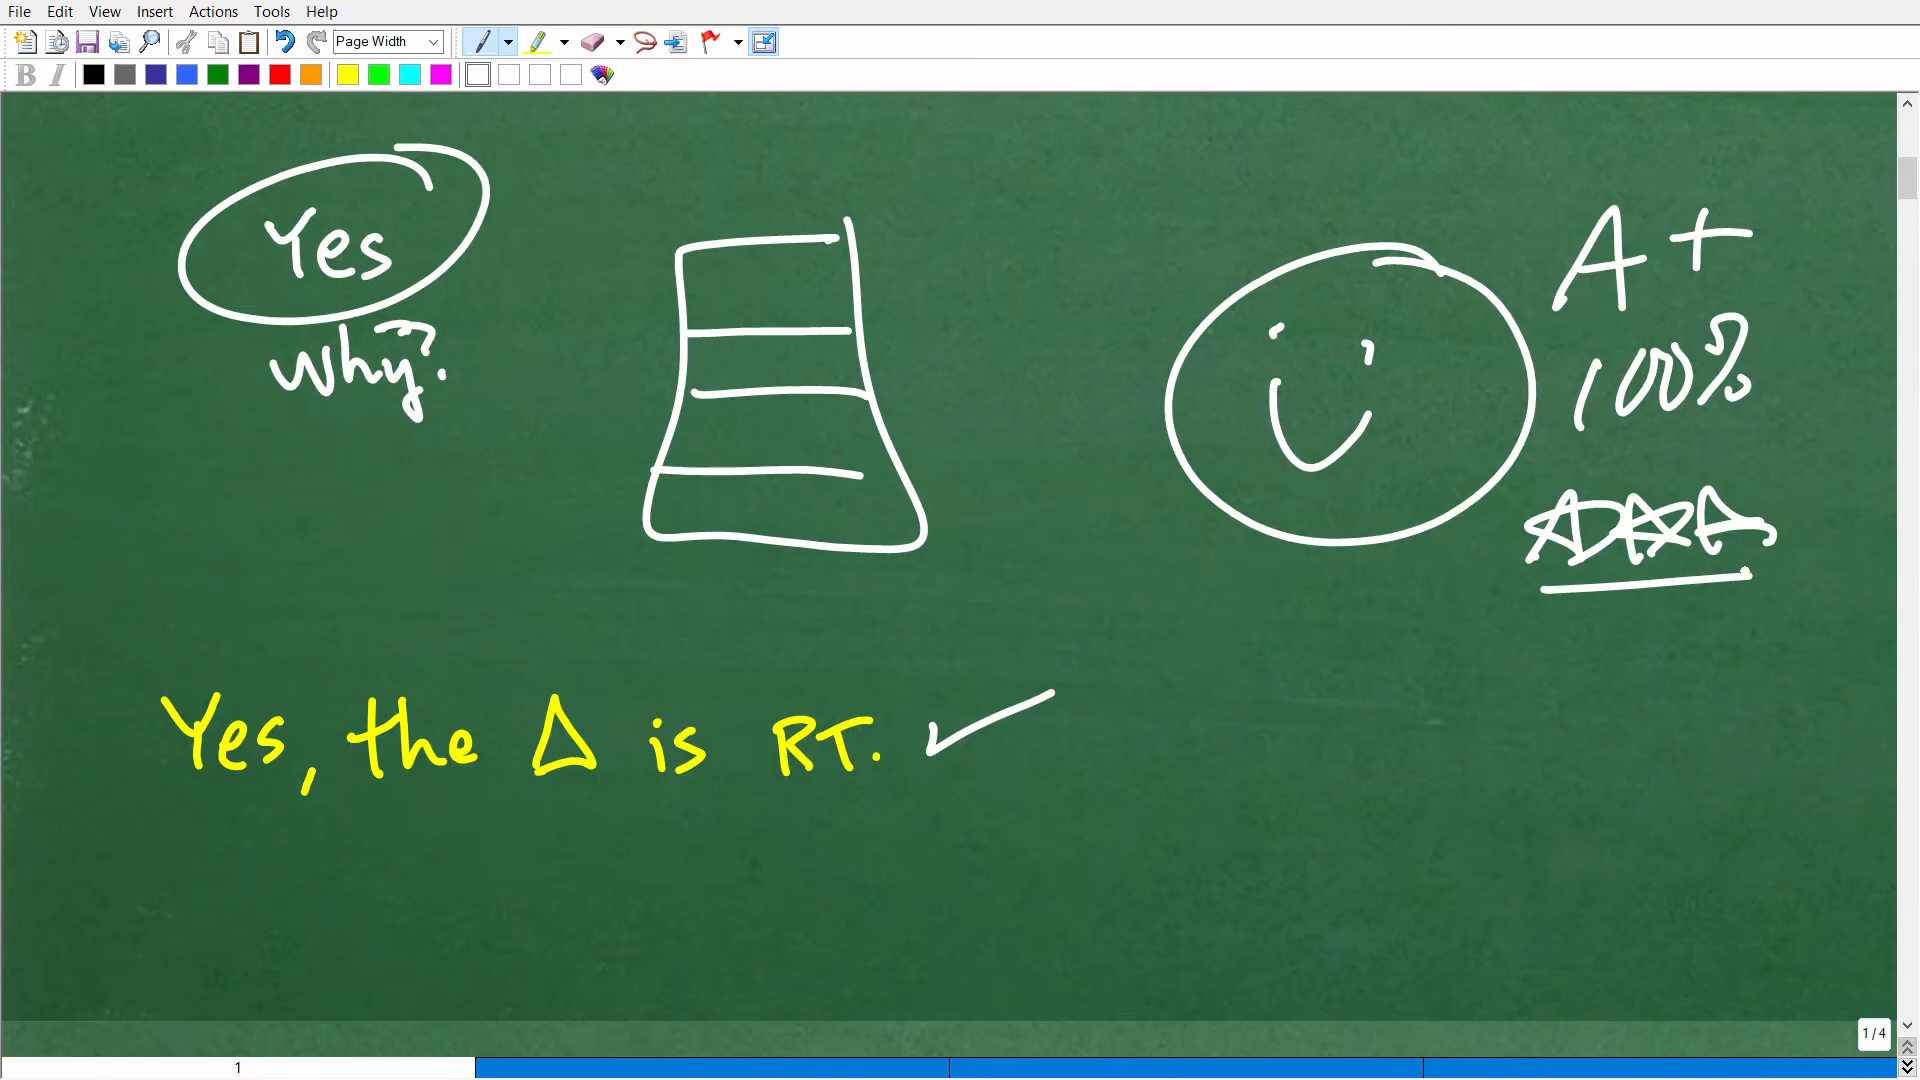 File Edit View Insert Actions Tools Help
Page Width
B I
Yes
Why?
A+
100%
Yes, the Δ is RT. ✓
1 / 4
1